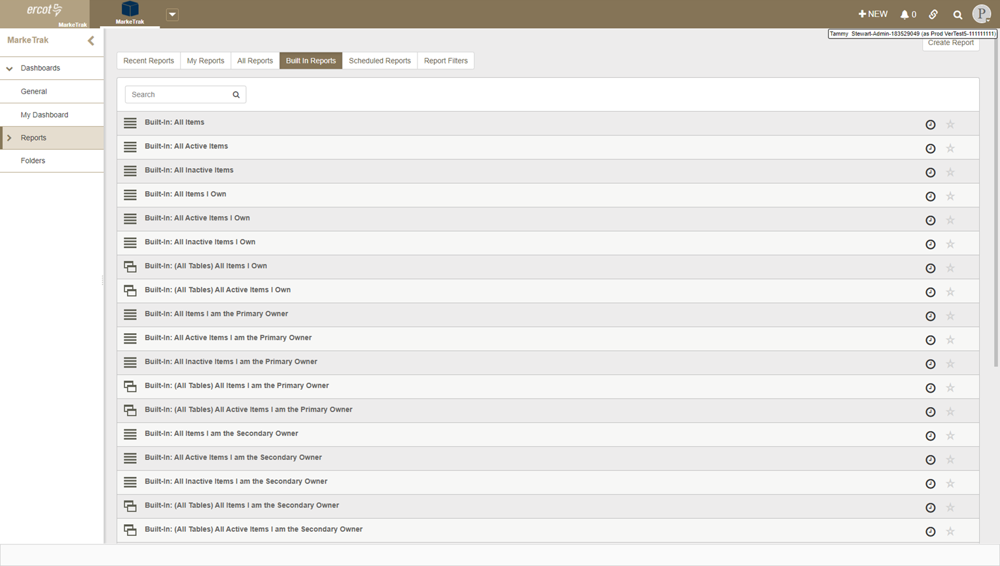 ercot
MarkeTrak
MarkeTrak
NEW
0
P
Tammy Stewart-Admin-183529049 (as Prod VerTest5-111111111)
Create Report
MarkeTrak
Dashboards
General
My Dashboard
Reports
Folders
Recent Reports
My Reports
All Reports
Built In Reports
Scheduled Reports
Report Filters
Search
Built-In: All Items
Built-In: All Active Items
Built-In: All Inactive Items
Built-In: All Items I Own
Built-In: All Active Items I Own
Built-In: All Inactive Items I Own
Built-In: (All Tables) All Items I Own
Built-In: (All Tables) All Active Items I Own
Built-In: All Items I am the Primary Owner
Built-In: All Active Items I am the Primary Owner
Built-In: All Inactive Items I am the Primary Owner
Built-In: (All Tables) All Items I am the Primary Owner
Built-In: (All Tables) All Active Items I am the Primary Owner
Built-In: All Items I am the Secondary Owner
Built-In: All Active Items I am the Secondary Owner
Built-In: All Inactive Items I am the Secondary Owner
Built-In: (All Tables) All Items I am the Secondary Owner
Built-In: (All Tables) All Active Items I am the Secondary Owner